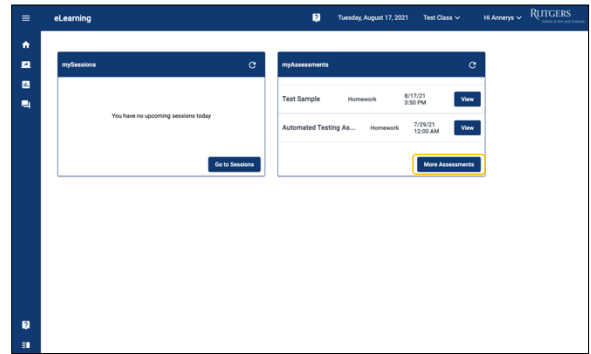 eLearning
Tuesday, August 17, 2021
Test Class
Hi Annerys
RUTGERS
School of Arts and Sciences
mySessions
You have no upcoming sessions today
Go to Sessions
myAssessments
Test Sample Homework 8/17/21
3:50 PM View
Automated Testing As... Homework 7/29/21
12:00 AM View
More Assessments